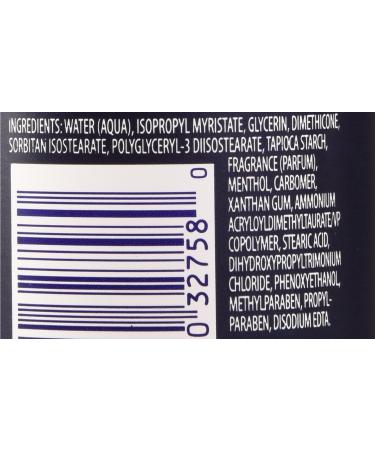 INGREDIENTS: WATER (AQUA), ISOPROPYL MYRISTATE, GLYCERIN, DIMETHICONE,
SORBITAN ISOSTEARATE, POLYGLYCERYL-3 DIISOSTEARATE, TAPIOCA STARCH,
FRAGRANCE (PARFUM),
MENTHOL, CARBOMER,
XANTHAN GUM, AMMONIUM
ACRYLOYLDIMETHYLTAURATE/VP
COPOLYMER, STEARIC ACID,
DIHYDROXYPROPYLTRIMONIUM
CHLORIDE, PHENOXYETHANOL,
METHYLPARABEN, PROPYL-
PARABEN, DISODIUM EDTA.
0 32758 0